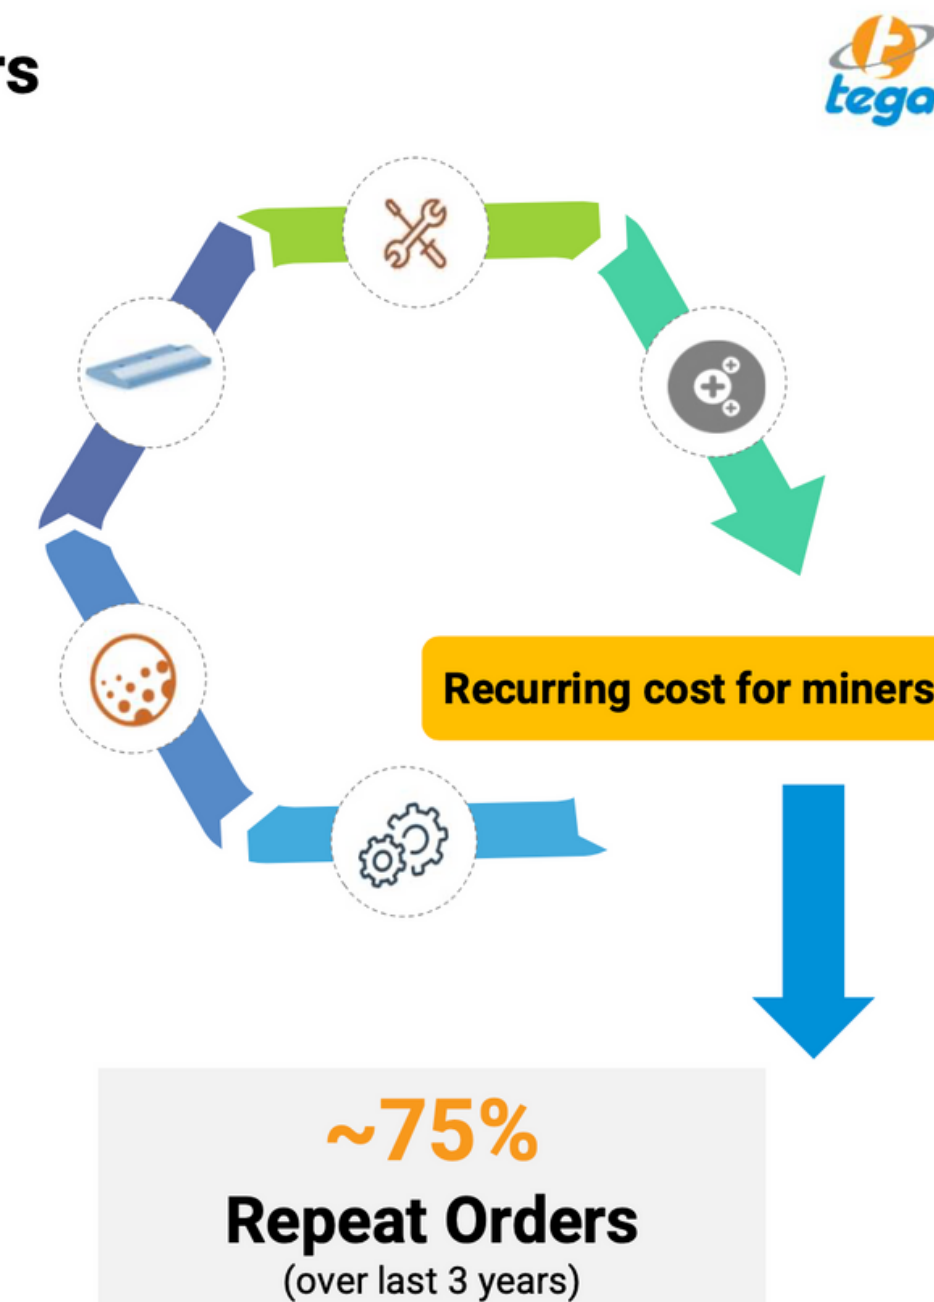 rs
tega
Recurring cost for miners
~75%
Repeat Orders
(over last 3 years)